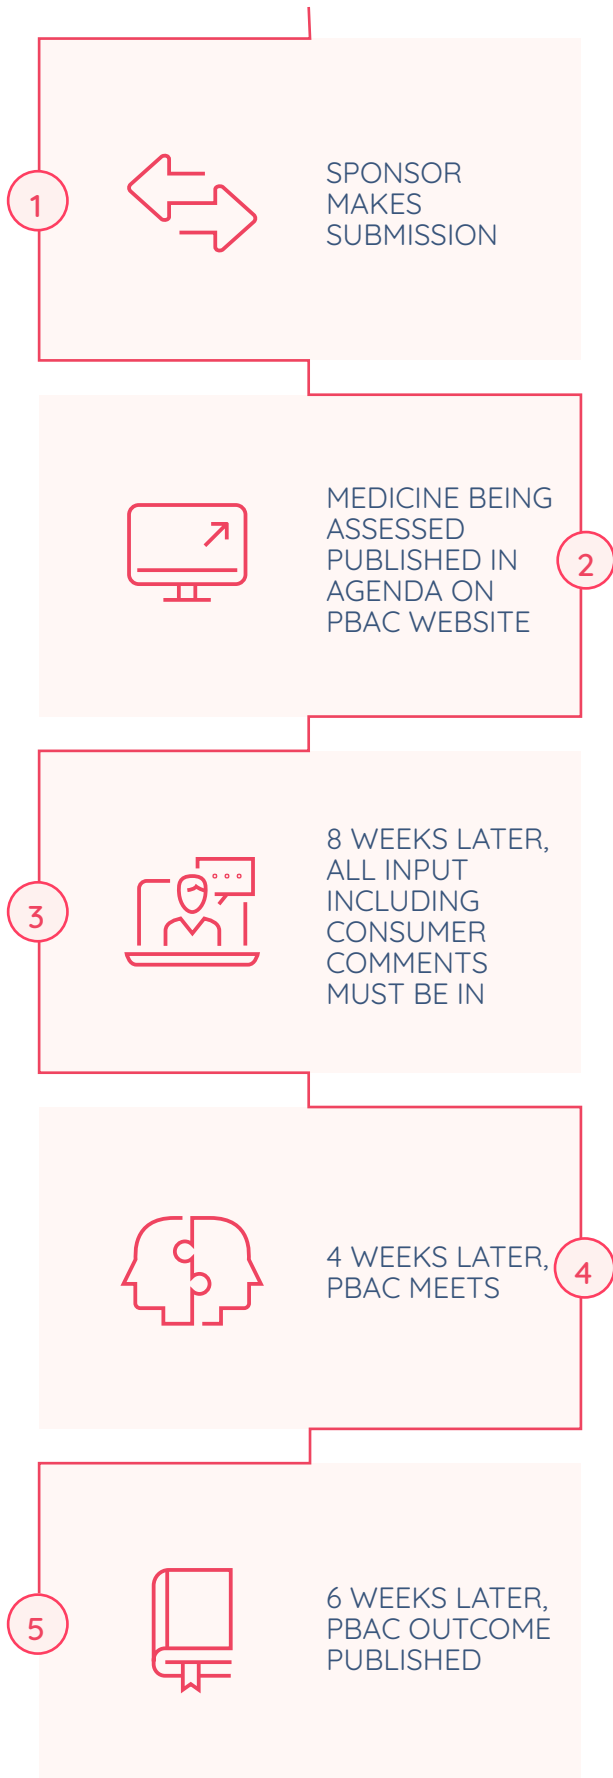 1
SPONSOR
MAKES
SUBMISSION
MEDICINE BEING
ASSESSED
PUBLISHED IN
AGENDA ON
PBAC WEBSITE
2
3
8 WEEKS LATER,
ALL INPUT
INCLUDING
CONSUMER
COMMENTS
MUST BE IN
4 WEEKS LATER,
PBAC MEETS
4
5
6 WEEKS LATER,
PBAC OUTCOME
PUBLISHED